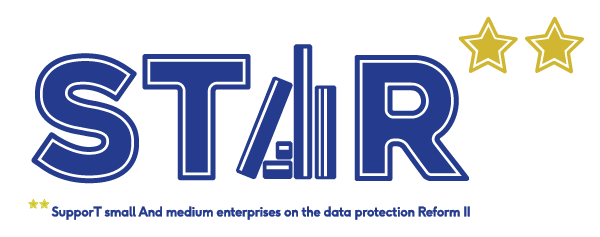 STAR
SupporT small And medium enterprises on the data protection Reform II